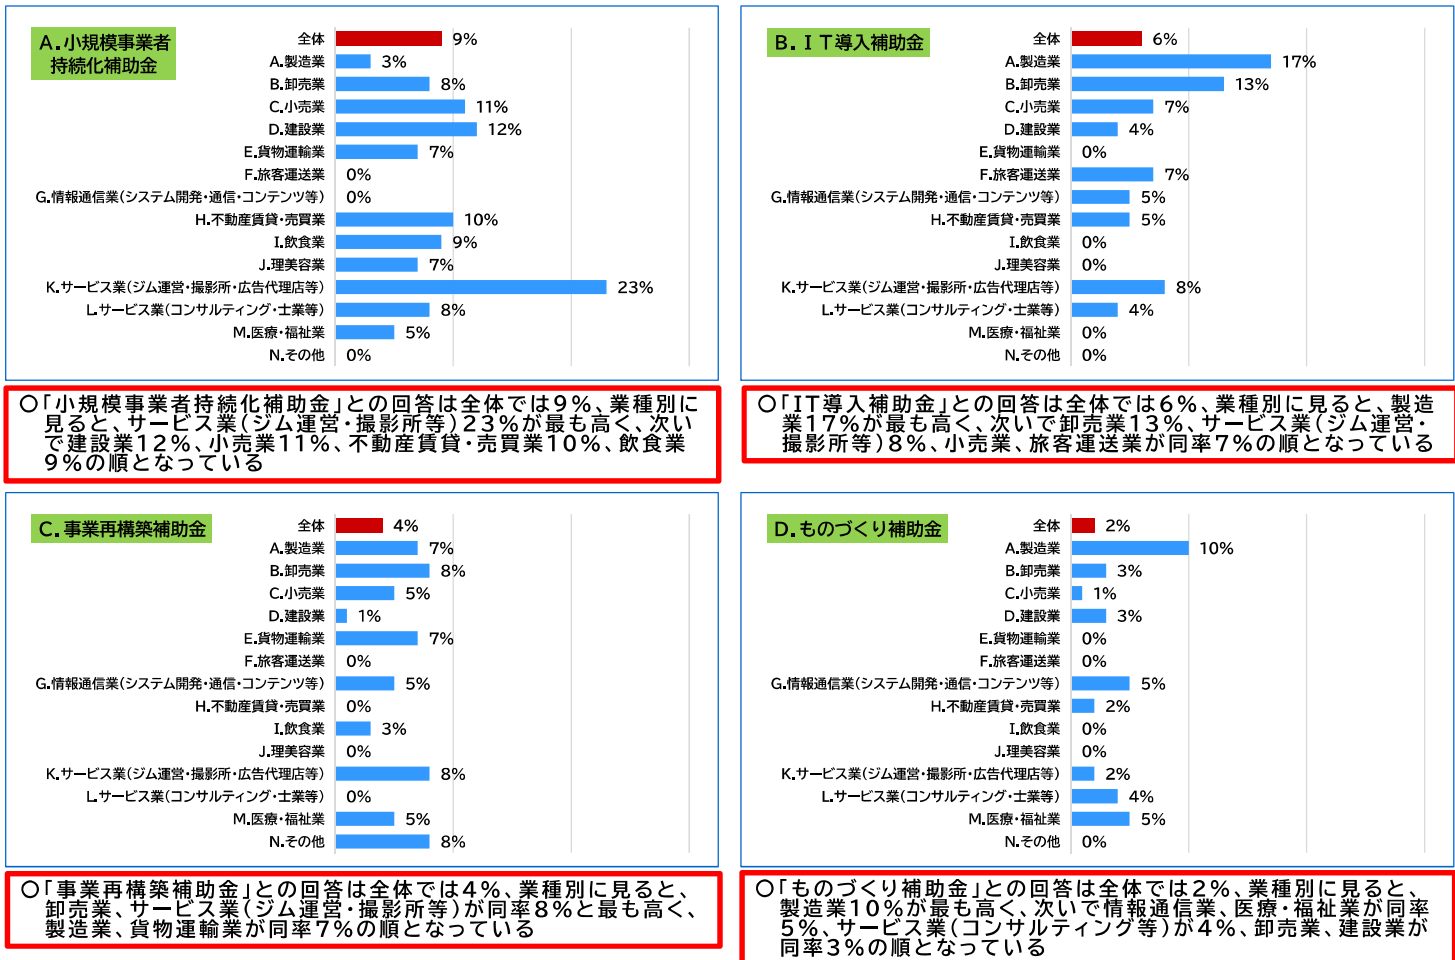 A.小規模事業者
持続化補助金
全体 9%
A.製造業 3%
B.卸売業 8%
C.小売業 11%
D.建設業 12%
E.貨物運輸業 7%
F.旅客運送業 0%
G.情報通信業(システム開発・通信・コンテンツ等) 0%
H.不動産賃貸・売買業 10%
I.飲食業 9%
J.理美容業 7%
K.サービス業(ジム運営・撮影所・広告代理店等) 23%
L.サービス業(コンサルティング・士業等) 8%
M.医療・福祉業 5%
N.その他 0%
○「小規模事業者持続化補助金」との回答は全体では9%、業種別に
見ると、サービス業(ジム運営・撮影所等)23%が最も高く、次い
で建設業12%、小売業11%、不動産賃貸・売買業10%、飲食業
9%の順となっている
B.IT導入補助金
全体 6%
A.製造業 17%
B.卸売業 13%
C.小売業 7%
D.建設業 4%
E.貨物運輸業 0%
F.旅客運送業 7%
G.情報通信業(システム開発・通信・コンテンツ等) 5%
H.不動産賃貸・売買業 5%
I.飲食業 0%
J.理美容業 0%
K.サービス業(ジム運営・撮影所・広告代理店等) 8%
L.サービス業(コンサルティング・士業等) 4%
M.医療・福祉業 0%
N.その他 0%
○「IT導入補助金」との回答は全体では6%、業種別に見ると、製造
業17%が最も高く、次いで卸売業13%、サービス業(ジム運営・
撮影所等)8%、小売業、旅客運送業が同率7%の順となっている
C.事業再構築補助金
全体 4%
A.製造業 7%
B.卸売業 8%
C.小売業 5%
D.建設業 1%
E.貨物運輸業 7%
F.旅客運送業 0%
G.情報通信業(システム開発・通信・コンテンツ等) 5%
H.不動産賃貸・売買業 0%
I.飲食業 3%
J.理美容業 0%
K.サービス業(ジム運営・撮影所・広告代理店等) 8%
L.サービス業(コンサルティング・士業等) 0%
M.医療・福祉業 5%
N.その他 8%
○「事業再構築補助金」との回答は全体では4%、業種別に見ると、
卸売業、サービス業(ジム運営・撮影所等)が同率8%と最も高く、
製造業、貨物運輸業が同率7%の順となっている
D.ものづくり補助金
全体 2%
A.製造業 10%
B.卸売業 3%
C.小売業 1%
D.建設業 3%
E.貨物運輸業 0%
F.旅客運送業 0%
G.情報通信業(システム開発・通信・コンテンツ等) 5%
H.不動産賃貸・売買業 2%
I.飲食業 0%
J.理美容業 0%
K.サービス業(ジム運営・撮影所・広告代理店等) 2%
L.サービス業(コンサルティング・士業等) 4%
M.医療・福祉業 5%
N.その他 0%
○「ものづくり補助金」との回答は全体では2%、業種別に見ると、
製造業10%が最も高く、次いで情報通信業、医療・福祉業が同率
5%、サービス業(コンサルティング等)が4%、卸売業、建設業が
同率3%の順となっている